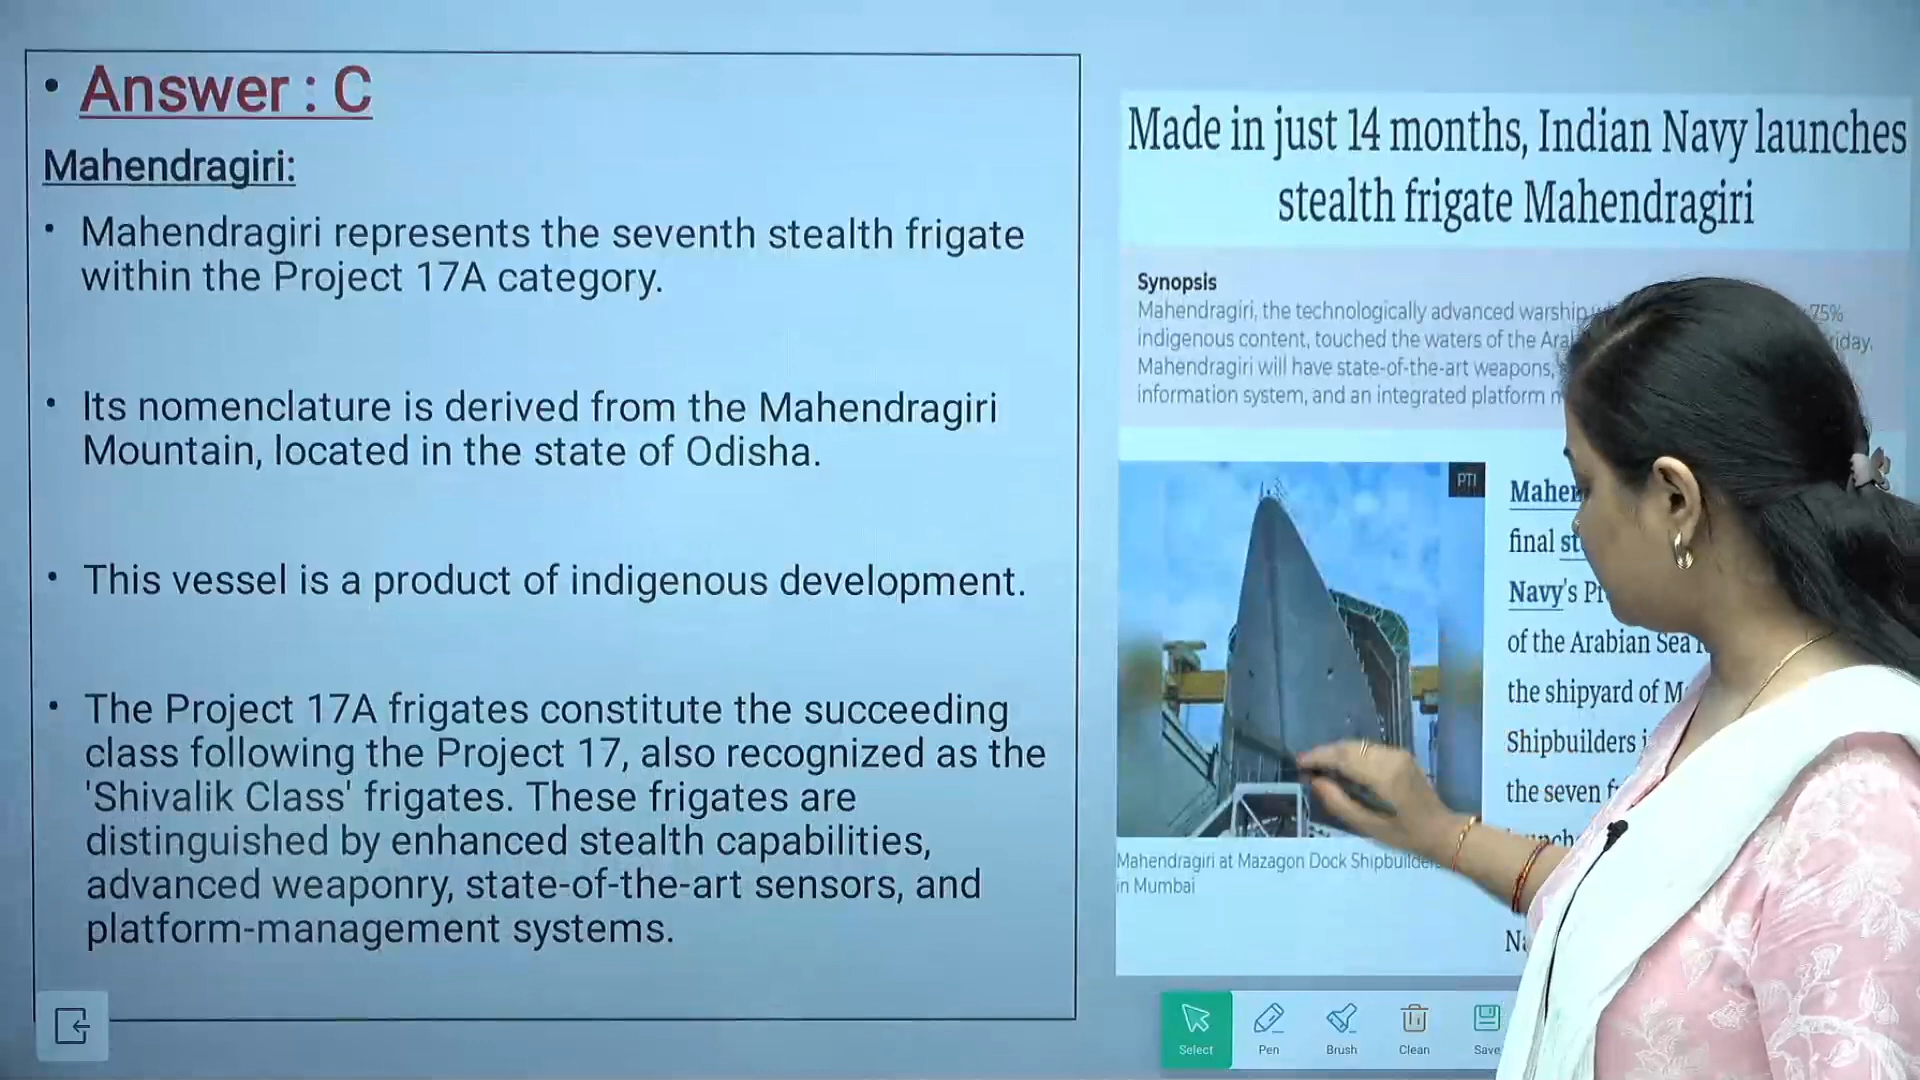 • Answer : C
Mahendragiri:
• Mahendragiri represents the seventh stealth frigate
within the Project 17A category.
• Its nomenclature is derived from the Mahendragiri
Mountain, located in the state of Odisha.
• This vessel is a product of indigenous development.
• The Project 17A frigates constitute the succeeding
class following the Project 17, also recognized as the
'Shivalik Class' frigates. These frigates are
distinguished by enhanced stealth capabilities,
advanced weaponry, state-of-the-art sensors, and
platform-management systems.
Made in just 14 months, Indian Navy launches
stealth frigate Mahendragiri
Synopsis
Mahendragiri, the technologically advanced warship 75%
indigenous content, touched the waters of the
Mahendragiri will have state-of-the-art weapons,
information system, and an integrated platform
PTI
final
Navy's
of the Arabian Sea
the shipyard of
Shipbuilders
the seven
Mahendragiri at Mazagon Dock
in Mumbai
Select
Pen
Brush
Clean
Save